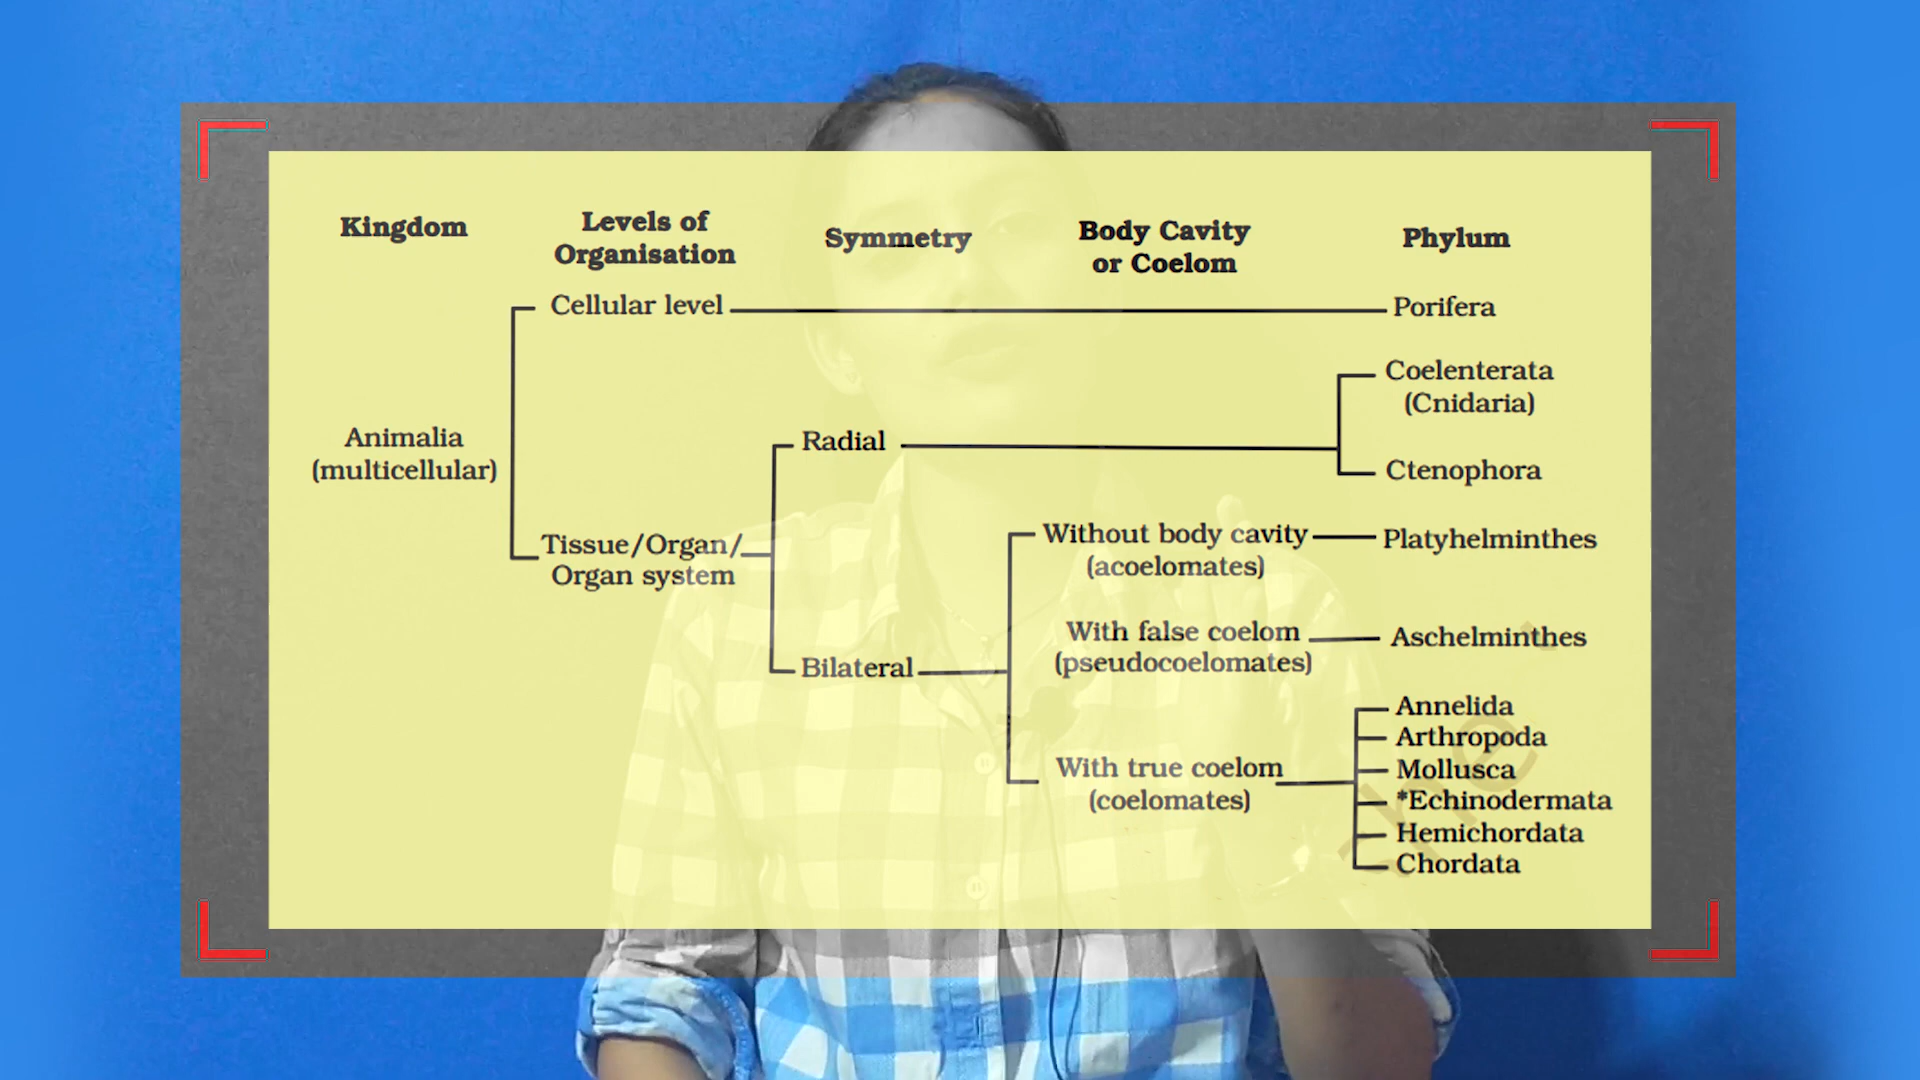 Kingdom
Levels of
Organisation
Symmetry
Body Cavity
or Coelom
Phylum
Cellular level
Porifera
Animalia
(multicellular)
Tissue/Organ/
Organ system
Radial
Coelenterata
(Cnidaria)
Ctenophora
Bilateral
Without body cavity
(acoelomates)
Platyhelminthes
With false coelom
(pseudocoelomates)
Aschelminthes
With true coelom
(coelomates)
Annelida
Arthropoda
Mollusca
*Echinodermata
Hemichordata
Chordata